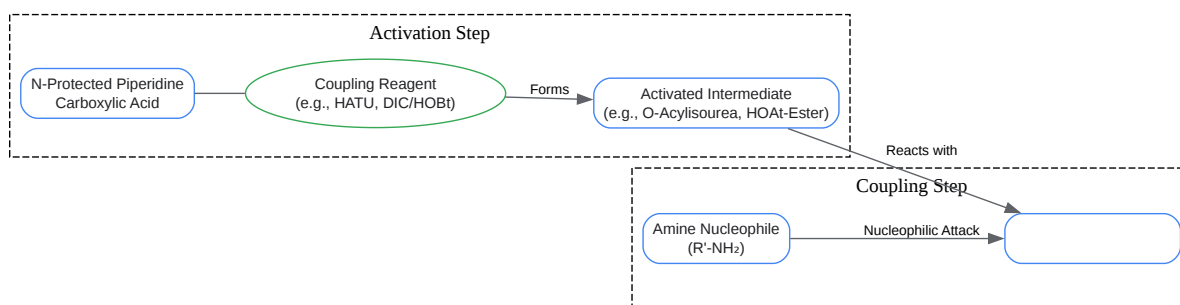 Activation Step
N-Protected Piperidine
Carboxylic Acid
Coupling Reagent
(e.g., HATU, DIC/HOBt)
Forms
Activated Intermediate
(e.g., O-Acylisourea, HOAt-Ester)
Reacts with
Coupling Step
Amine Nucleophile
(R'-NH₂)
Nucleophilic Attack